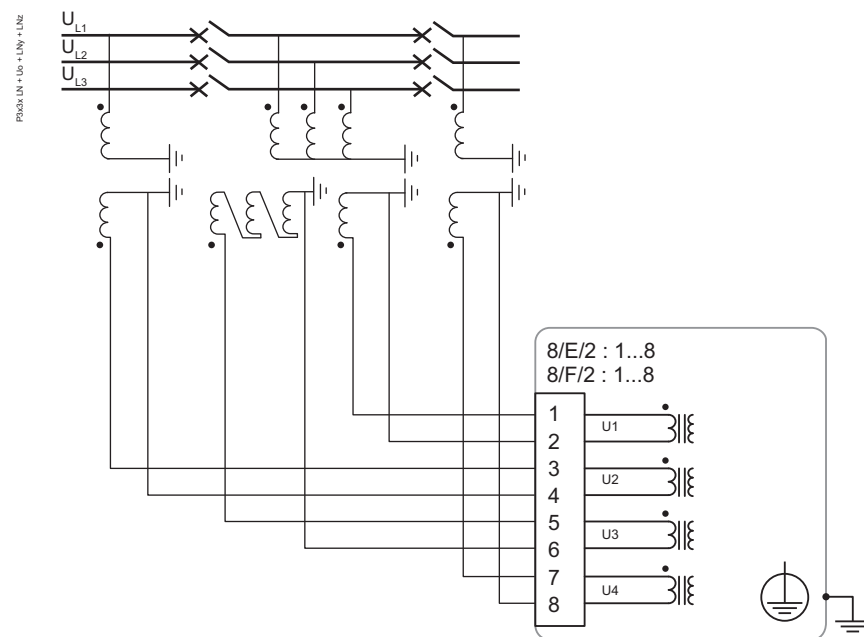 P3x3x LN + Uo + LNy + LNz
U L1
U L2
U L3
8/E/2 : 1...8
8/F/2 : 1...8
1
U1
2
3
U2
4
5
U3
6
7
U4
8